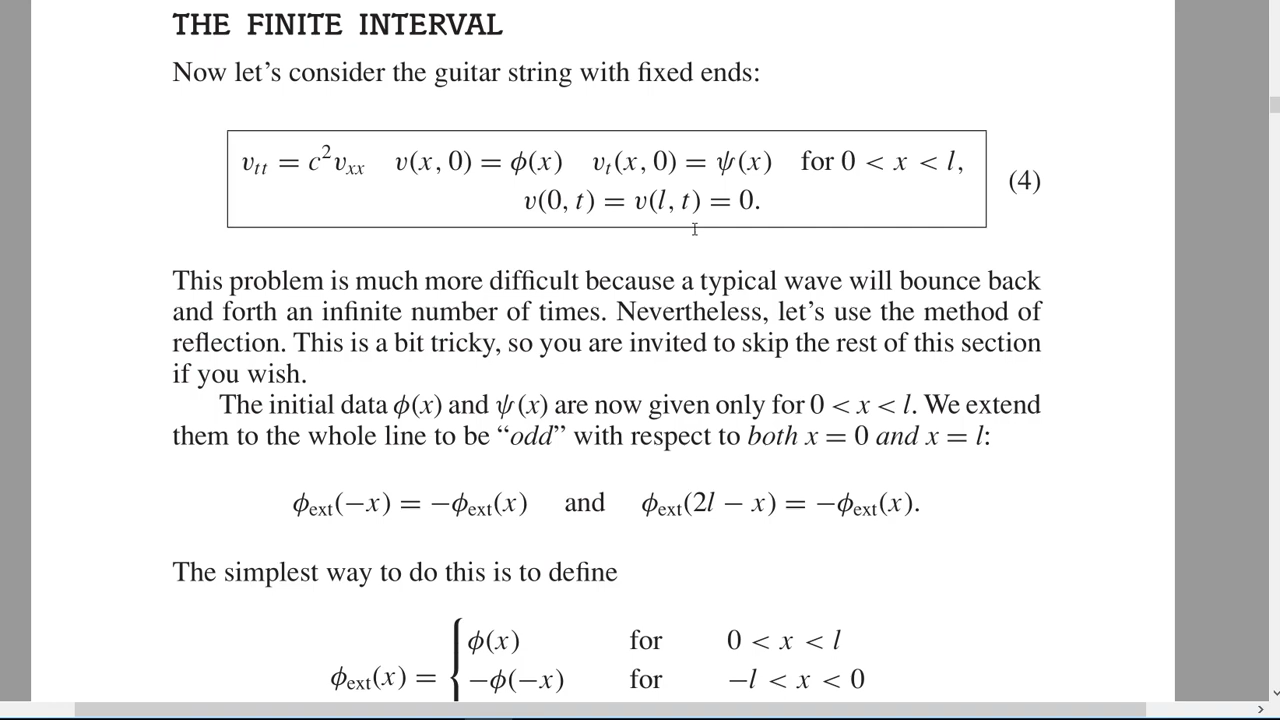 THE FINITE INTERVAL
Now let’s consider the guitar string with fixed ends:
v_tt = c²v_xx v(x, 0) = ϕ(x) v_t(x, 0) = ψ(x) for 0 < x < l,
v(0, t) = v(l, t) = 0.
(4)
This problem is much more difficult because a typical wave will bounce back
and forth an infinite number of times. Nevertheless, let’s use the method of
reflection. This is a bit tricky, so you are invited to skip the rest of this section
if you wish.
The initial data ϕ(x) and ψ(x) are now given only for 0 < x < l. We extend
them to the whole line to be “odd” with respect to both x = 0 and x = l:
ϕ_ext(−x) = −ϕ_ext(x) and ϕ_ext(2l − x) = −ϕ_ext(x).
The simplest way to do this is to define
ϕ(x) for 0 < x < l
ϕ_ext(x) = { −ϕ(−x) for −l < x < 0